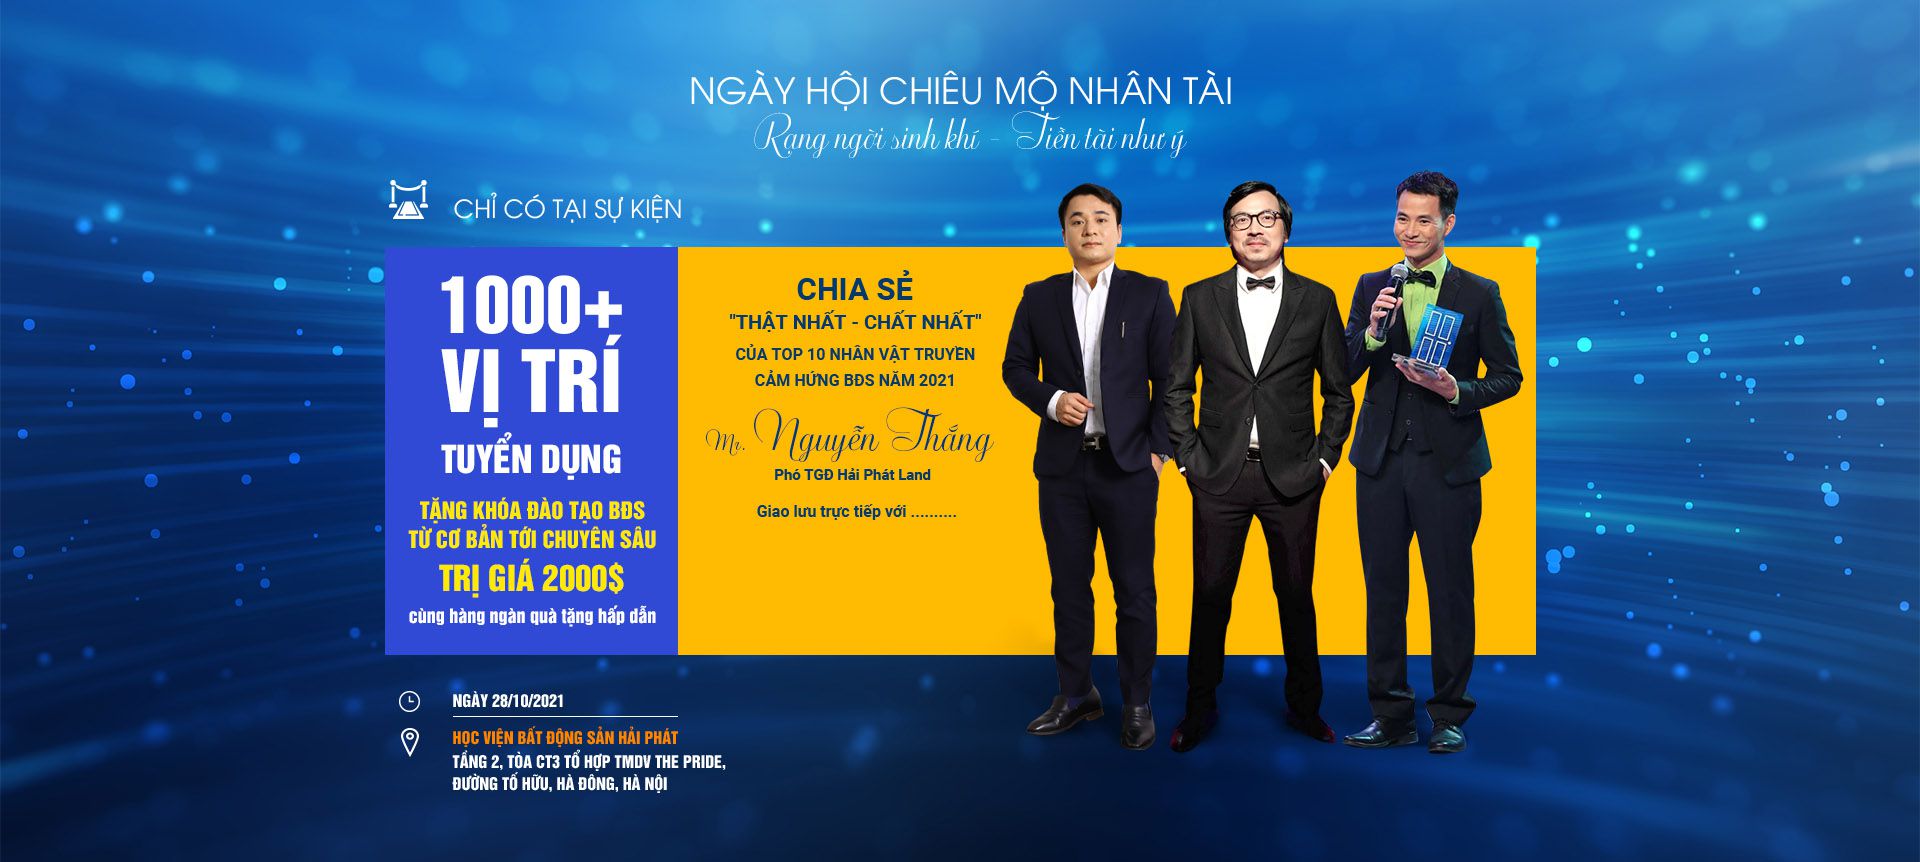 NGÀY HỘI CHIÊU MỘ NHÂN TÀI
Rạng ngời sinh khí - Tiễn tài như ý
CHỈ CÓ TẠI SỰ KIỆN
1000+
VỊ TRÍ
TUYỂN DỤNG
TẶNG KHÓA ĐÀO TẠO BĐS
TỪ CƠ BẢN TỚI CHUYÊN SÂU
TRỊ GIÁ 2000$
cùng hàng ngàn quà tặng hấp dẫn
CHIA SẺ
"THẬT NHẤT - CHẤT NHẤT"
CỦA TOP 10 NHÂN VẬT TRUYỀN
CẢM HỨNG BĐS NĂM 2021
Mr. Nguyễn Thắng
Phó TGĐ Hải Phát Land
Giao lưu trực tiếp với ..........
NGÀY 28/10/2021
HỌC VIỆN BẤT ĐỘNG SẢN HẢI PHÁT
TẦNG 2, TÒA CT3 TỔ HỢP TMDV THE PRIDE,
ĐƯỜNG TỐ HỮU, HÀ ĐÔNG, HÀ NỘI